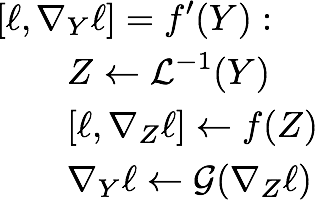 [ℓ, ∇_Y ℓ] = f′(Y) :
Z ← ℒ⁻¹(Y)
[ℓ, ∇_Z ℓ] ← f(Z)
∇_Y ℓ ← 𝒢(∇_Z ℓ)